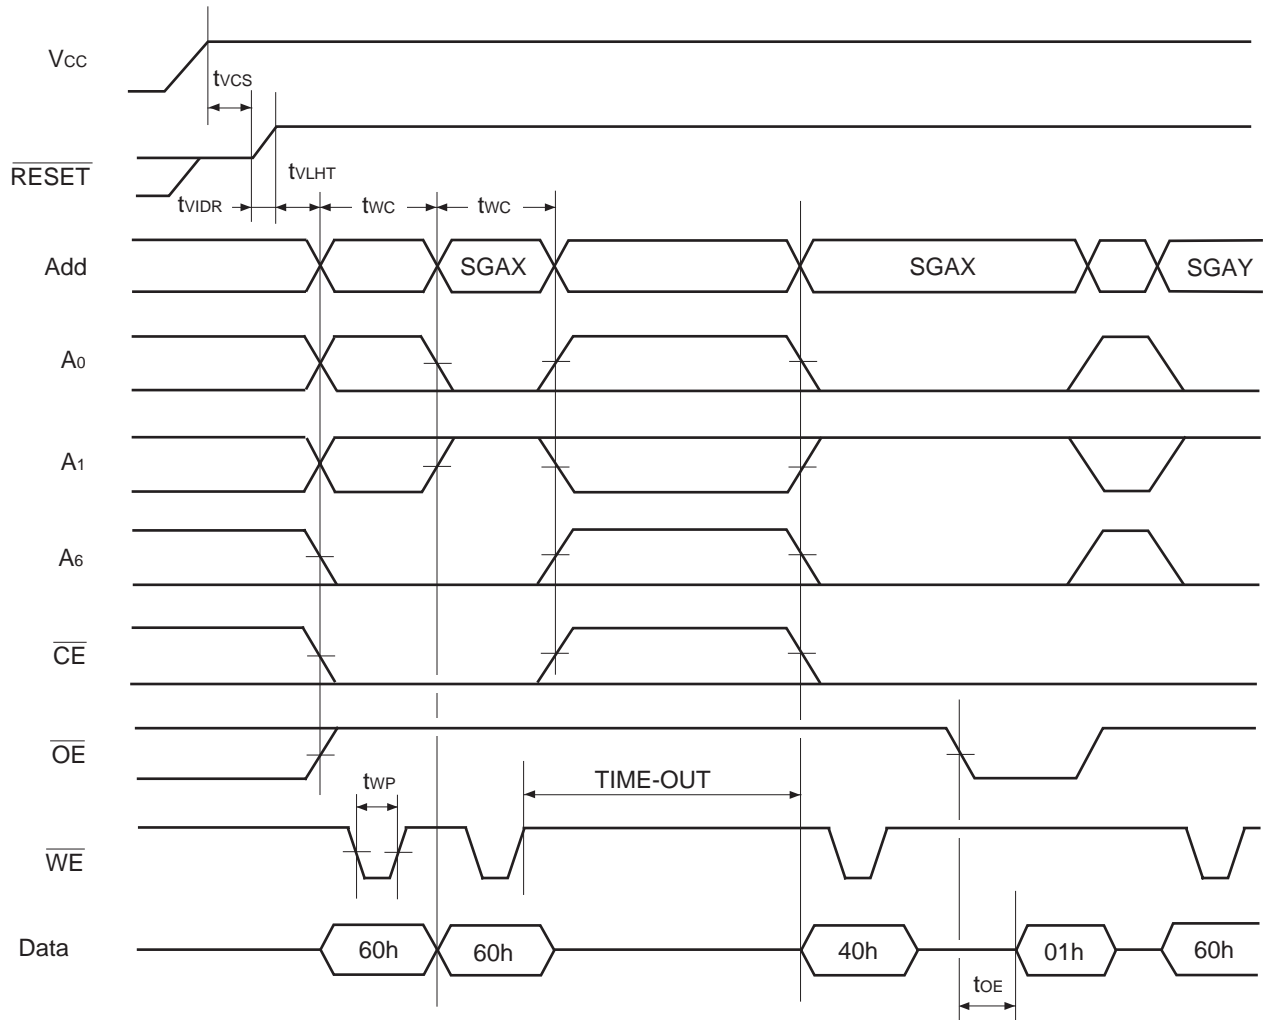 Vcc
tVCS
RESET
tVLHT
tVIDR
tWC
tWC
Add
SGAX
SGAX
SGAY
A0
A1
A6
CE
OE
tWP
TIME-OUT
WE
Data
60h
60h
40h
01h
60h
tOE